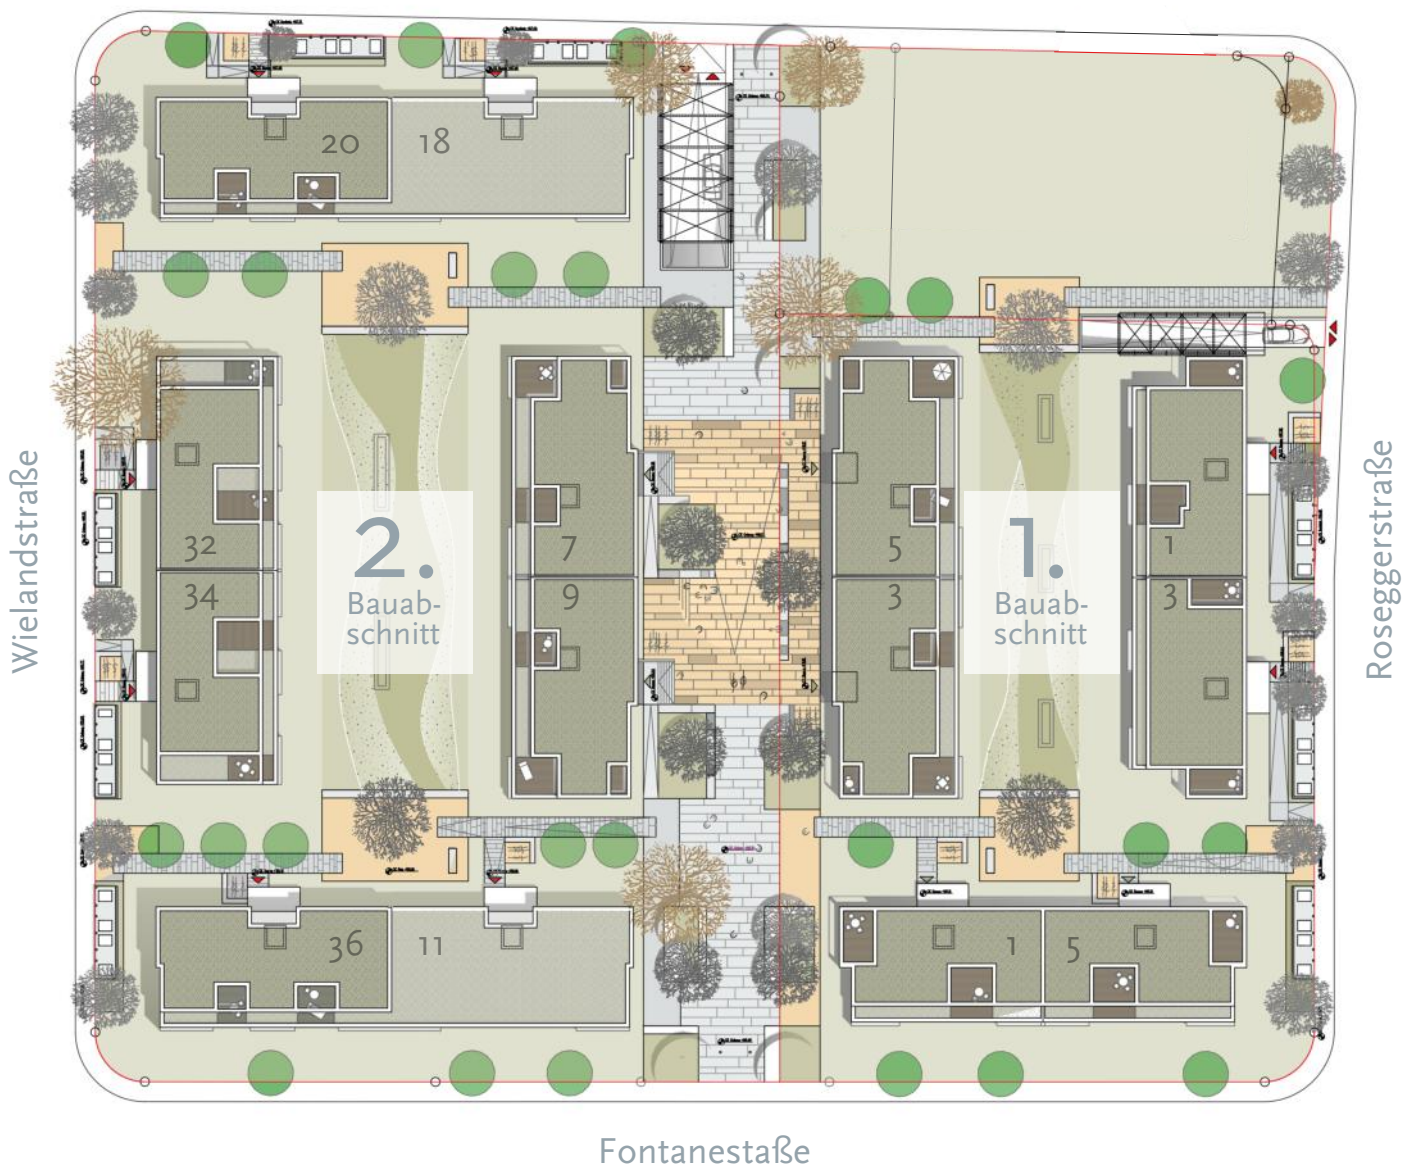 20 18
Wielandstraße
Roseggerstraße
32
34
2.
Bauab-
schnitt
7
9
5
3
1.
Bauab-
schnitt
1
3
36 11
1 5
Fontanestaße